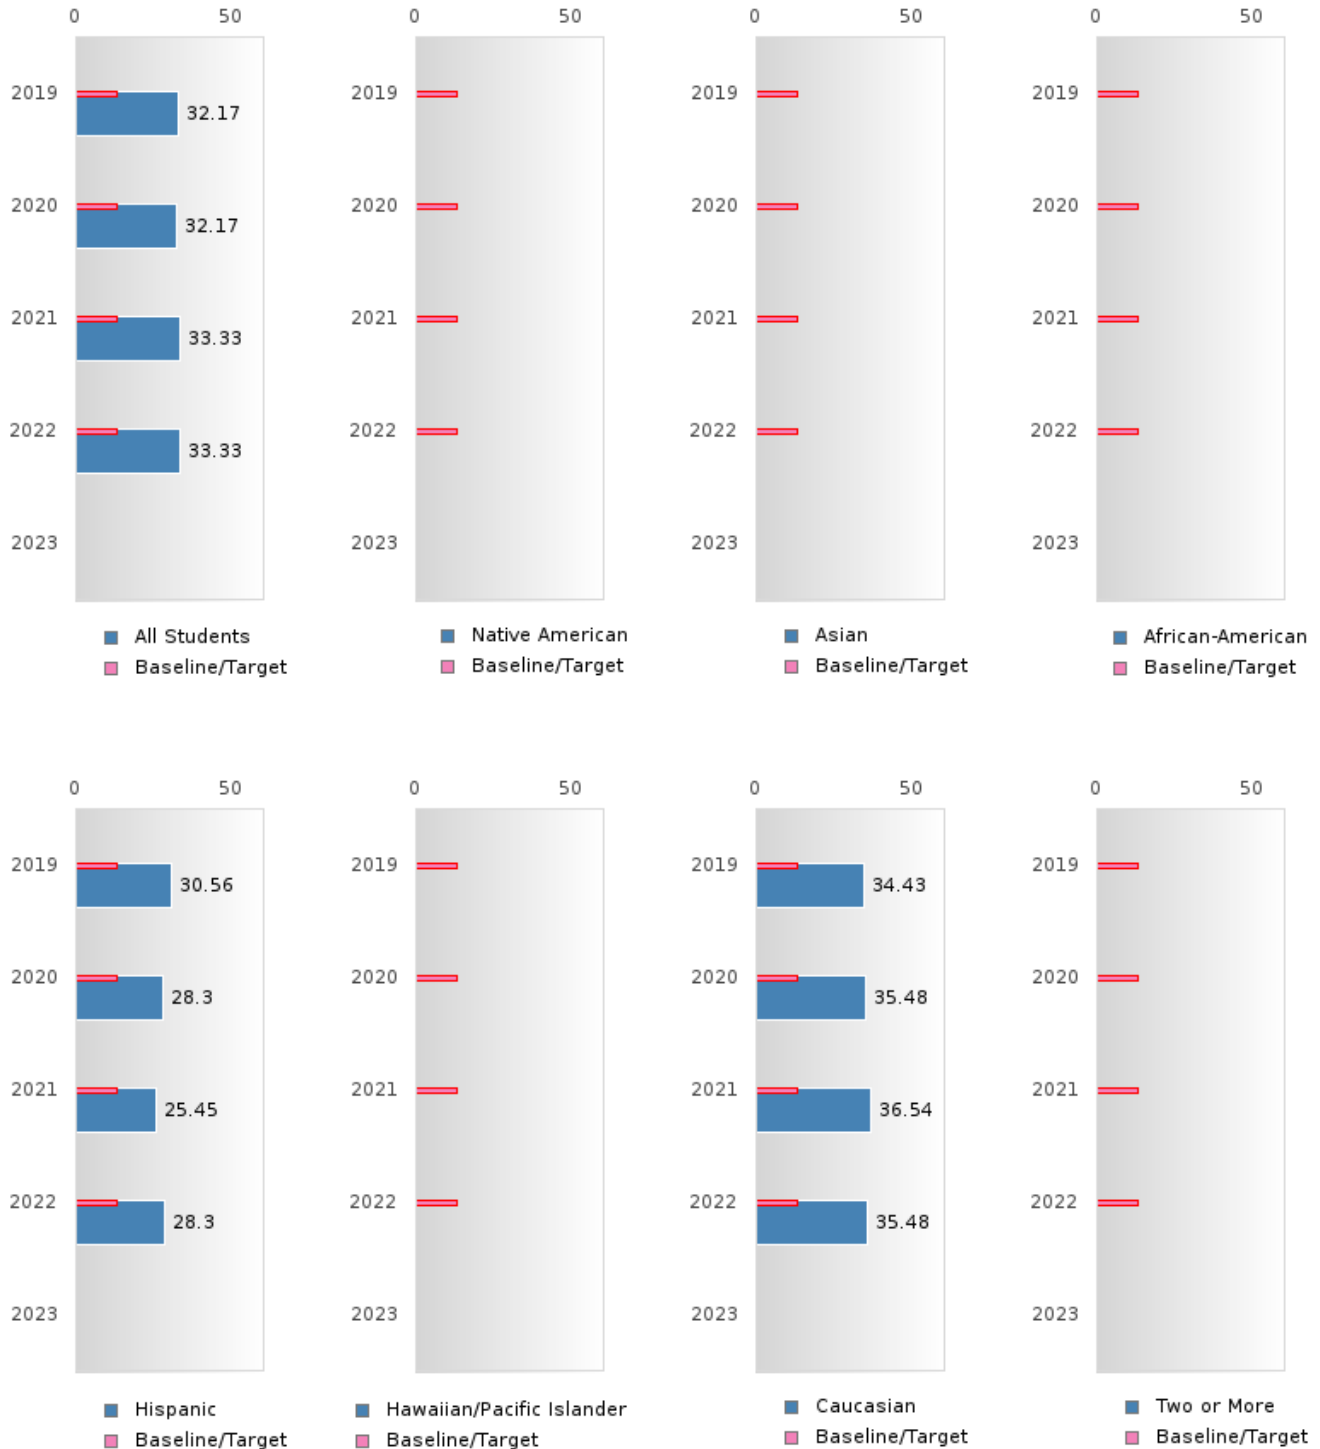 0 50 0 50 0 50 0 50
2019 32.17 2019 2019 2019
2020 32.17 2020 2020 2020
2021 33.33 2021 2021 2021
2022 33.33 2022 2022 2022
2023 2023 2023 2023
All Students Native American Asian African-American
Baseline/Target Baseline/Target Baseline/Target Baseline/Target
0 50 0 50 0 50 0 50
2019 30.56 2019 2019 34.43 2019
2020 28.3 2020 2020 35.48 2020
2021 25.45 2021 2021 36.54 2021
2022 28.3 2022 2022 35.48 2022
2023 2023 2023 2023
Hispanic Hawaiian/Pacific Islander Caucasian Two or More
Baseline/Target Baseline/Target Baseline/Target Baseline/Target